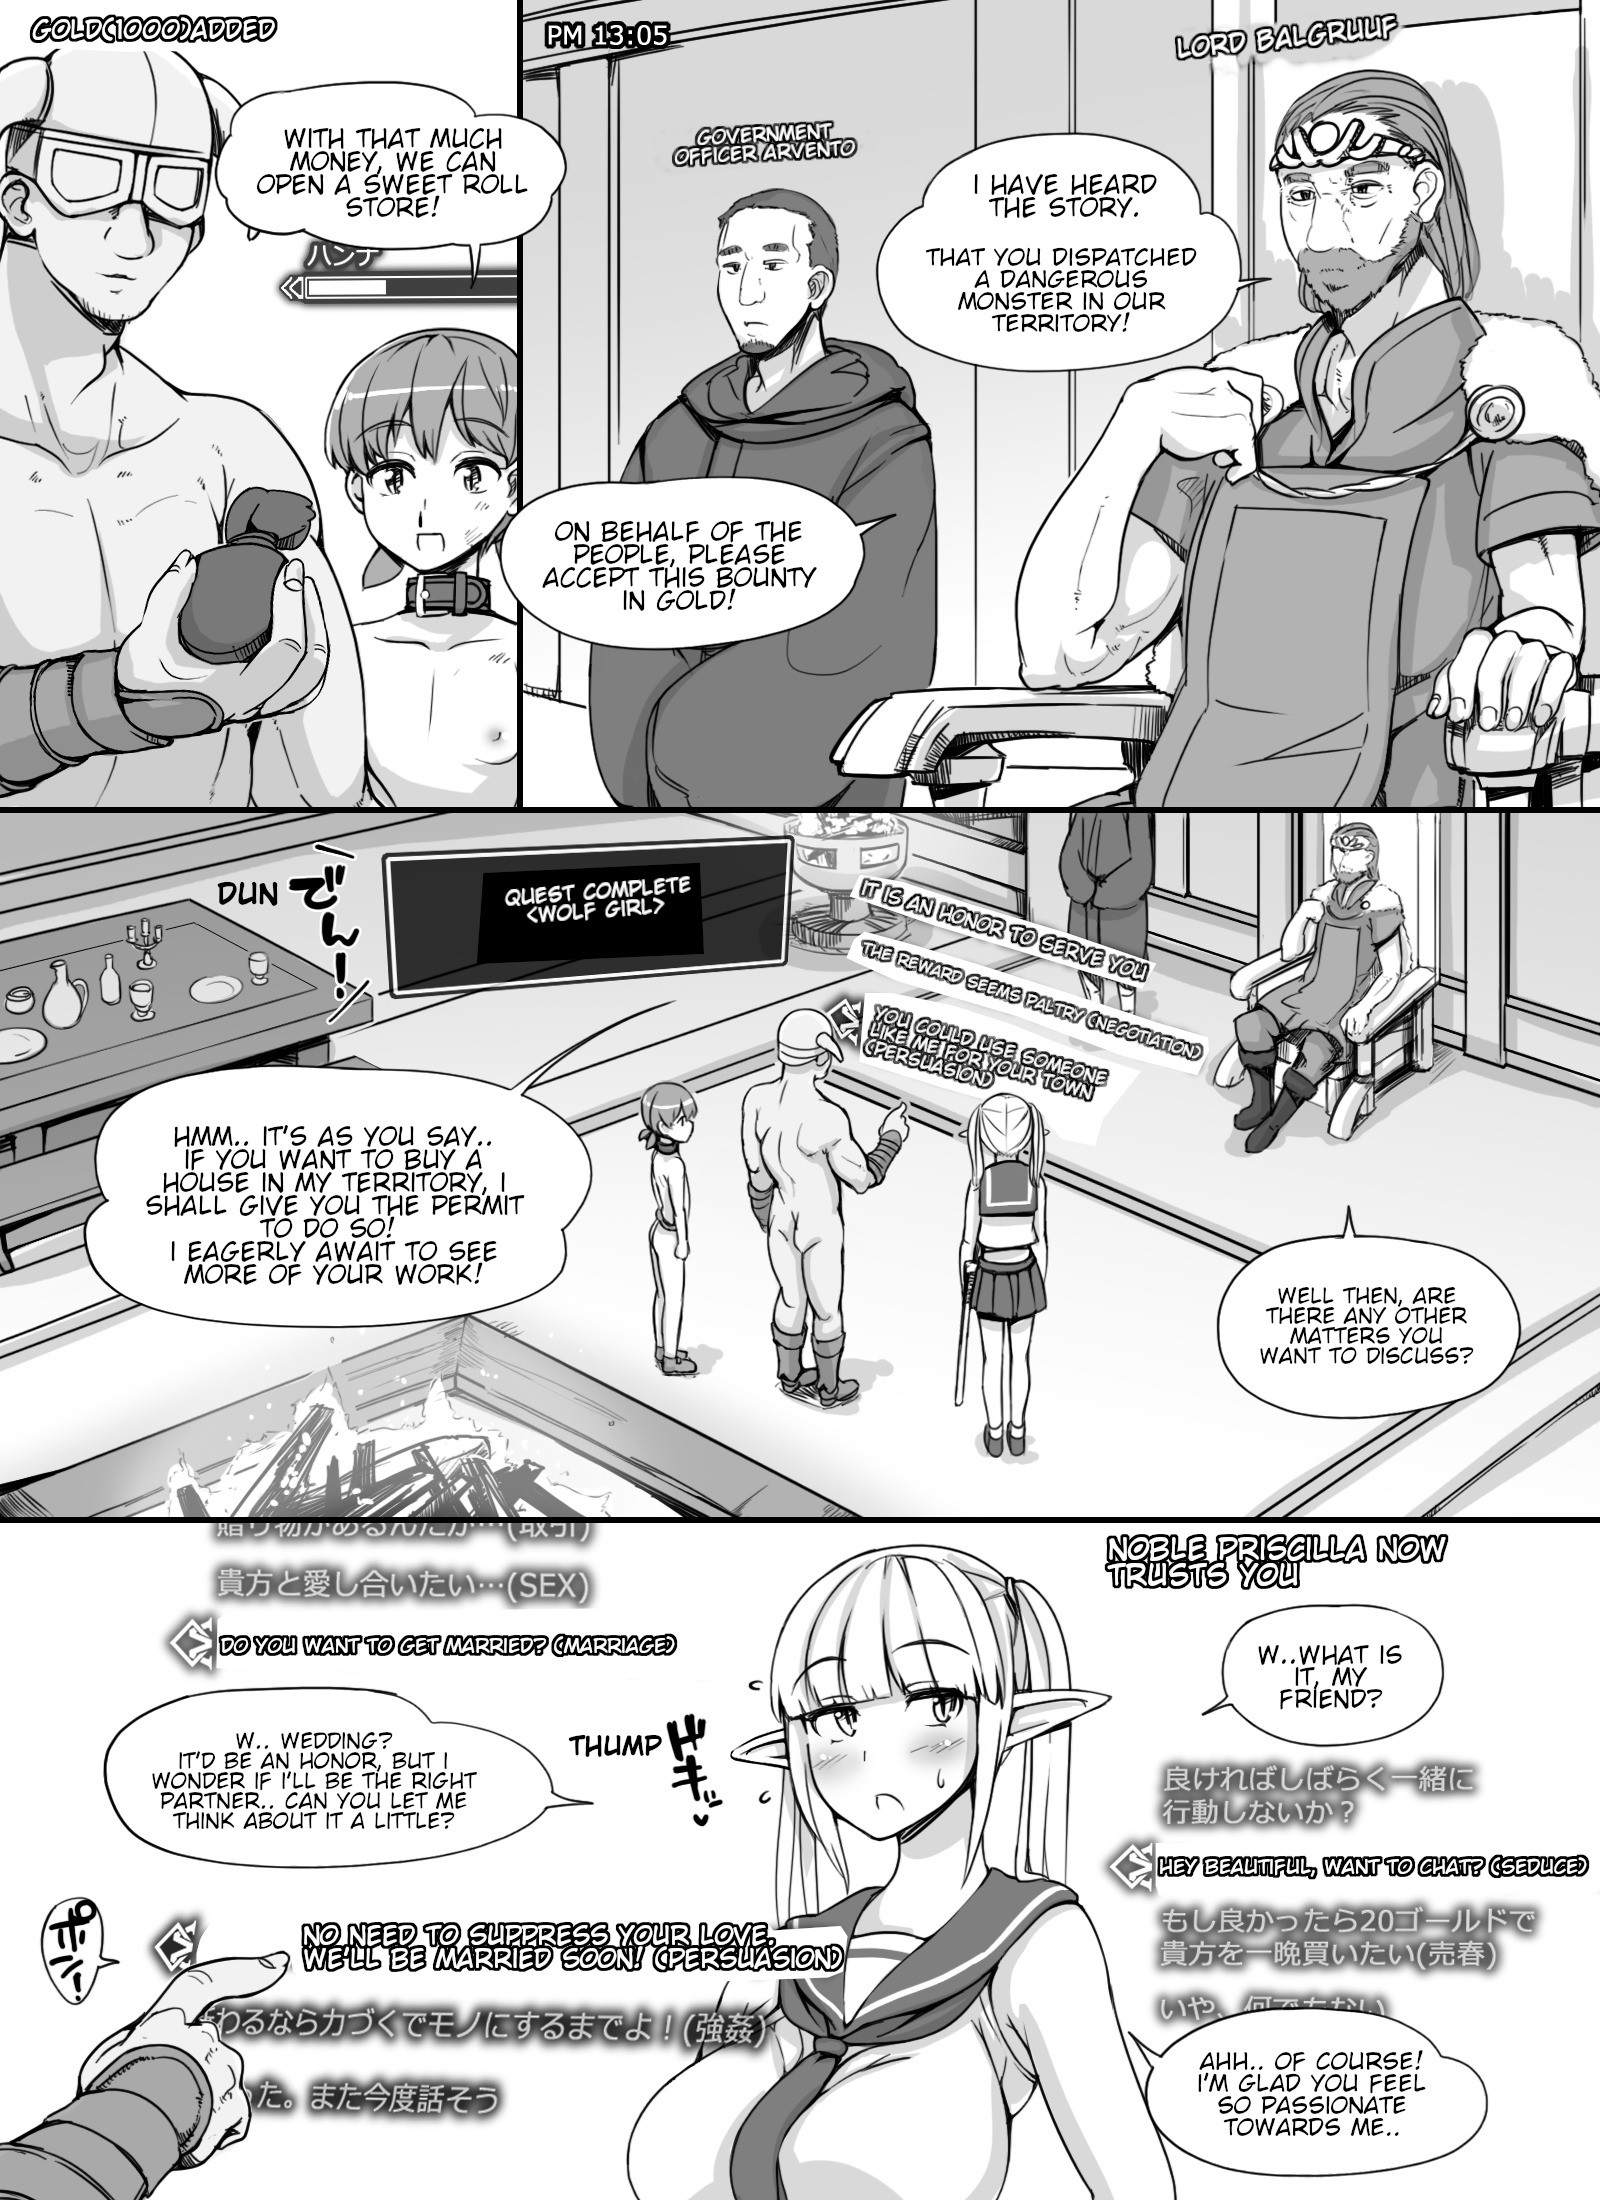 PM 13:05
LORD BALGRUUF
GOVERNMENT
OFFICER ARVENTO
I HAVE HEARD
THE STORY.
THAT YOU DISPATCHED
A DANGEROUS
MONSTER IN OUR
TERRITORY!
ON BEHALF OF THE
PEOPLE, PLEASE
ACCEPT THIS BOUNTY
IN GOLD!
GOLD(1000)ADDED
WITH THAT MUCH
MONEY, WE CAN
OPEN A SWEET ROLL
STORE!
ハンナ
DUN
でん!
QUEST COMPLETE
<WOLF GIRL>
IT IS AN HONOR TO SERVE YOU
THE REWARD SEEMS PALTRY (NEGOTIATION)
YOU COULD USE SOMEONE
LIKE ME FOR YOUR TOWN
(PERSUASION)
HMM.. IT'S AS YOU SAY..
IF YOU WANT TO BUY A
HOUSE IN MY TERRITORY, I
SHALL GIVE YOU THE PERMIT
TO DO SO!
I EAGERLY AWAIT TO SEE
MORE OF YOUR WORK!
WELL THEN, ARE
THERE ANY OTHER
MATTERS YOU
WANT TO DISCUSS?
NOBLE PRISCILLA NOW
TRUSTS YOU
W..WHAT IS
IT, MY
FRIEND?
良ければしばらく一緒に
行動しないか？
HEY BEAUTIFUL, WANT TO CHAT? (SEDUCE)
もし良かったら20ゴールドで
貴方を一晩買いたい(売春)
いや、何でもない
AHH.. OF COURSE!
I'M GLAD YOU FEEL
SO PASSIONATE
TOWARDS ME..
贈り物があるんだが…(取引)
貴方と愛し合いたい…(SEX)
DO YOU WANT TO GET MARRIED? (MARRIAGE)
W.. WEDDING?
IT'D BE AN HONOR, BUT I
WONDER IF I'LL BE THE RIGHT
PARTNER.. CAN YOU LET ME
THINK ABOUT IT A LITTLE?
THUMP
ドキッ
ポン!
NO NEED TO SUPPRESS YOUR LOVE.
WE'LL BE MARRIED SOON! (PERSUASION)
わるなら力づくでモノにするまでよ！(強姦)
った。また今度話そう